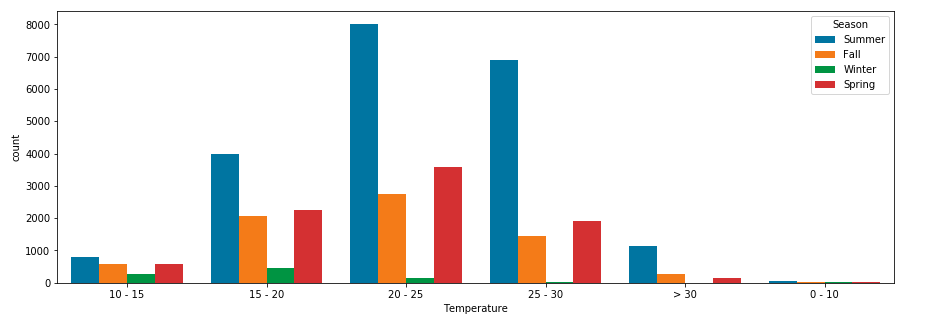 Season
Summer
Fall
Winter
Spring
8000
7000
6000
5000
4000
3000
2000
1000
0
count
10 - 15 15 - 20 20 - 25 25 - 30 > 30 0 - 10
Temperature